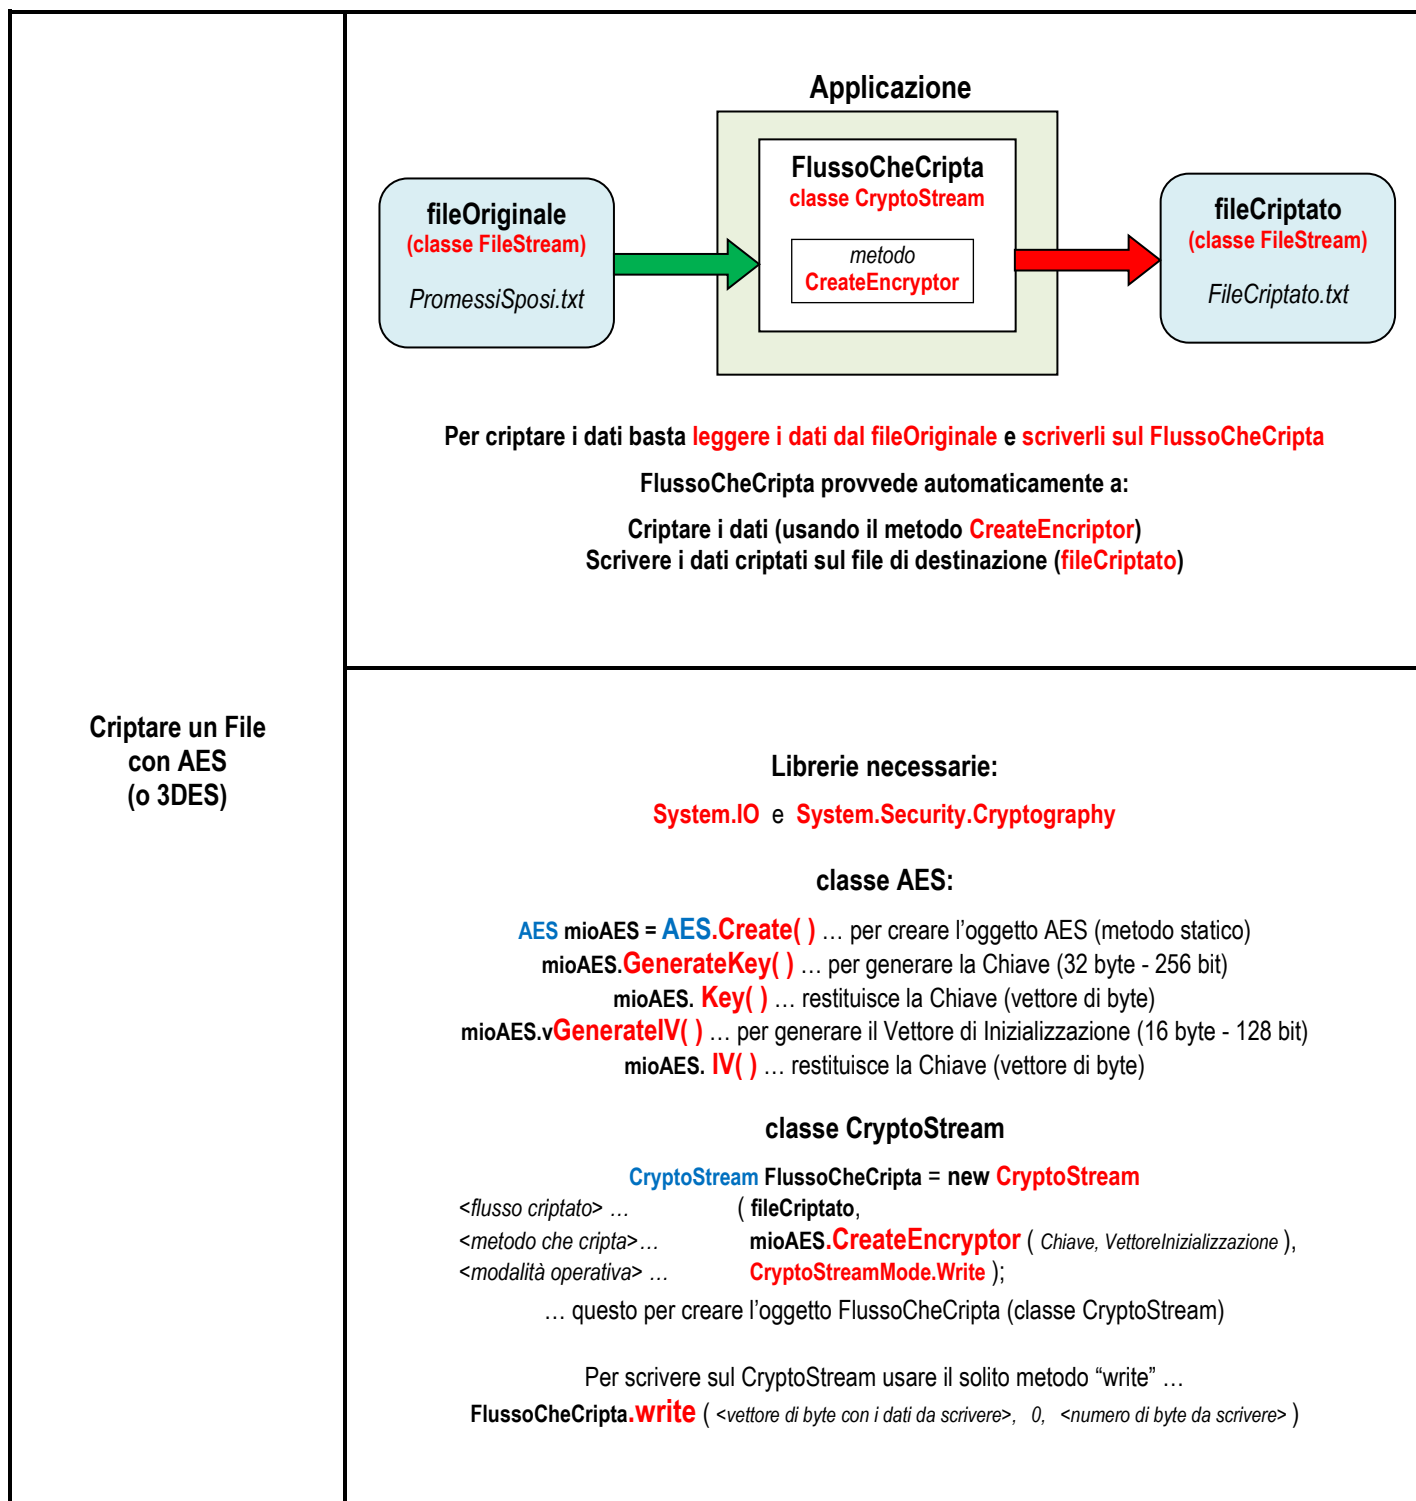 Applicazione
FlussoCheCripta
classe CryptoStream
metodo
CreateEncryptor
fileOriginale
(classe FileStream)
PromessiSposi.txt
fileCriptato
(classe FileStream)
FileCriptato.txt
Per criptare i dati basta leggere i dati dal fileOriginale e scriverli sul FlussoCheCripta
FlussoCheCripta provvede automaticamente a:
Criptare i dati (usando il metodo CreateEncriptor)
Scrivere i dati criptati sul file di destinazione (fileCriptato)
Criptare un File
con AES
(o 3DES)
Librerie necessarie:
System.IO e System.Security.Cryptography
classe AES:
AES mioAES = AES.Create( ) … per creare l’oggetto AES (metodo statico)
mioAES.GenerateKey( ) … per generare la Chiave (32 byte - 256 bit)
mioAES. Key( ) … restituisce la Chiave (vettore di byte)
mioAES.vGenerateIV( ) … per generare il Vettore di Inizializzazione (16 byte - 128 bit)
mioAES. IV( ) … restituisce la Chiave (vettore di byte)
classe CryptoStream
CryptoStream FlussoCheCripta = new CryptoStream
<flusso criptato> … ( fileCriptato,
<metodo che cripta>… mioAES.CreateEncryptor ( Chiave, VettoreInizializzazione ),
<modalità operativa> … CryptoStreamMode.Write );
… questo per creare l’oggetto FlussoCheCripta (classe CryptoStream)
Per scrivere sul CryptoStream usare il solito metodo “write” …
FlussoCheCripta.write ( <vettore di byte con i dati da scrivere>, 0, <numero di byte da scrivere> )